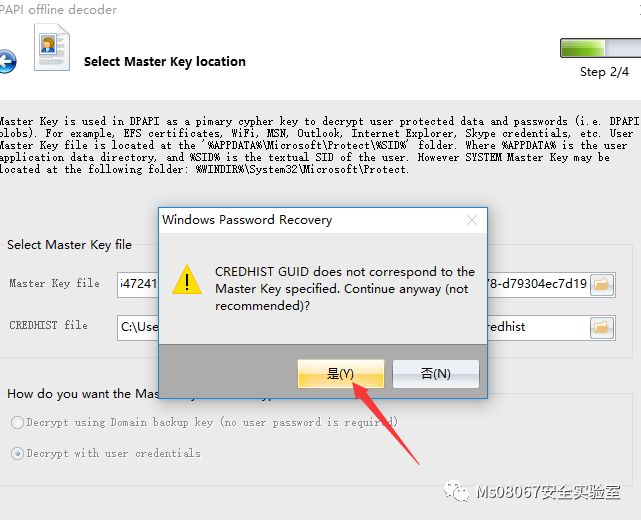 PAPI offline decoder
Select Master Key location
Step 2/4
Master Key is used in DPAPI as a pimary cypher key to decrypt user protected data and passwords (i.e. DPAPI
blobs). For example, EFS certificates, WiFi, MSN, Outlook, Internet Explorer, Skype credentials, etc. User
Master Key file is located at the '%APPDATA%\Microsoft\Protect\%SID%' folder. Where %APPDATA% is the user
application data directory, and %SID% is the textual SID of the user. However SYSTEM Master Key may be
located at the following folder: %WINDIR%\System32\Microsoft\Protect.
Windows Password Recovery
CREDHIST GUID does not correspond to the
Master Key specified. Continue anyway (not
recommended)?
是(Y) 否(N)
Select Master Key file
Master Key file 647241 78-d79304ec7d19
CREDHIST file C:\Use redhist
How do you want the Mas
Decrypt using Domain backup key (no user password is required)
Decrypt with user credentials
Ms08067安全实验室